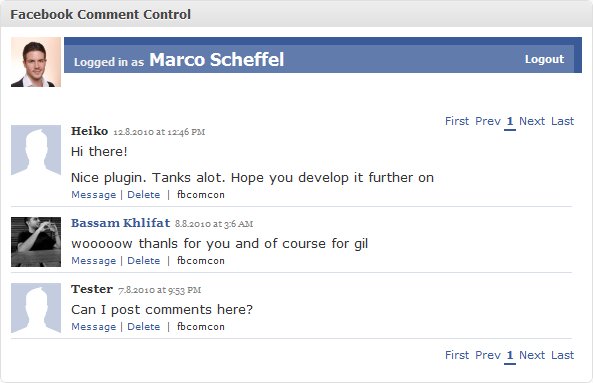 Facebook Comment Control
Logged in as Marco Scheffel Logout
First Prev 1 Next Last
Heiko 12.8.2010 at 12:46 PM
Hi there!
Nice plugin. Tanks alot. Hope you develop it further on
Message | Delete | fbcomcon
Bassam Khlifat 8.8.2010 at 3:6 AM
wooooow thanls for you and of course for gil
Message | Delete | fbcomcon
Tester 7.8.2010 at 9:53 PM
Can I post comments here?
Message | Delete | fbcomcon
First Prev 1 Next Last